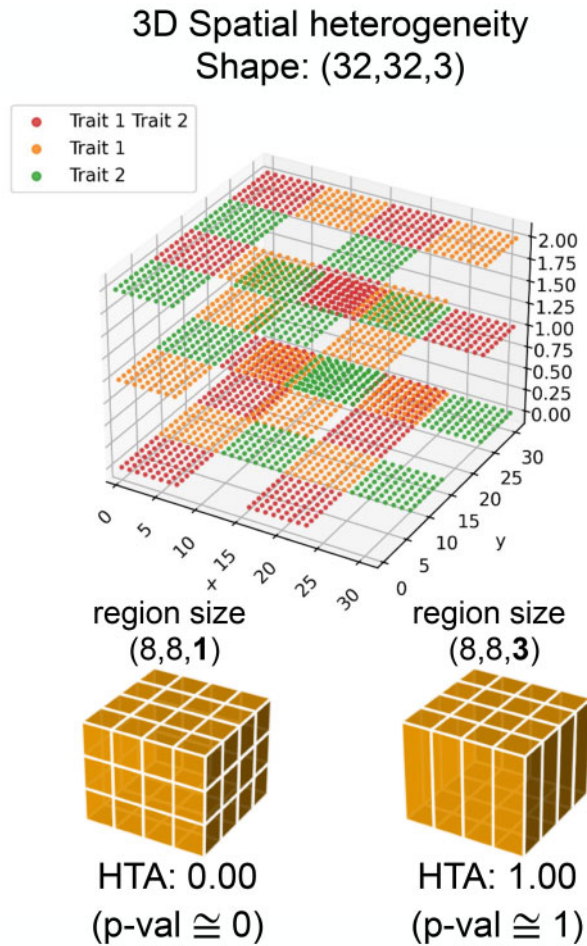 3D Spatial heterogeneity
Shape: (32,32,3)
Trait 1 Trait 2
Trait 1
Trait 2
2.00
1.75
1.50
1.25
1.00
0.75
0.50
0.25
0.00
0
5
10
+ 15
20
25
30
0
5
10
15
20
25
30
y
region size
(8,8,1)
HTA: 0.00
(p-val ≅ 0)
region size
(8,8,3)
HTA: 1.00
(p-val ≅ 1)